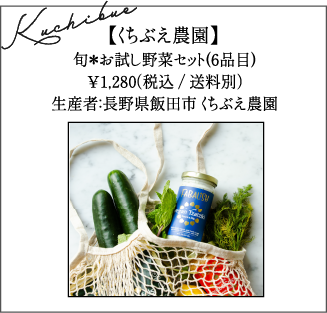 Kuchibue
【くちぶえ農園】
旬*お試し野菜セット(6品目)
￥1,280(税込 / 送料別)
生産者:長野県飯田市 くちぶえ農園